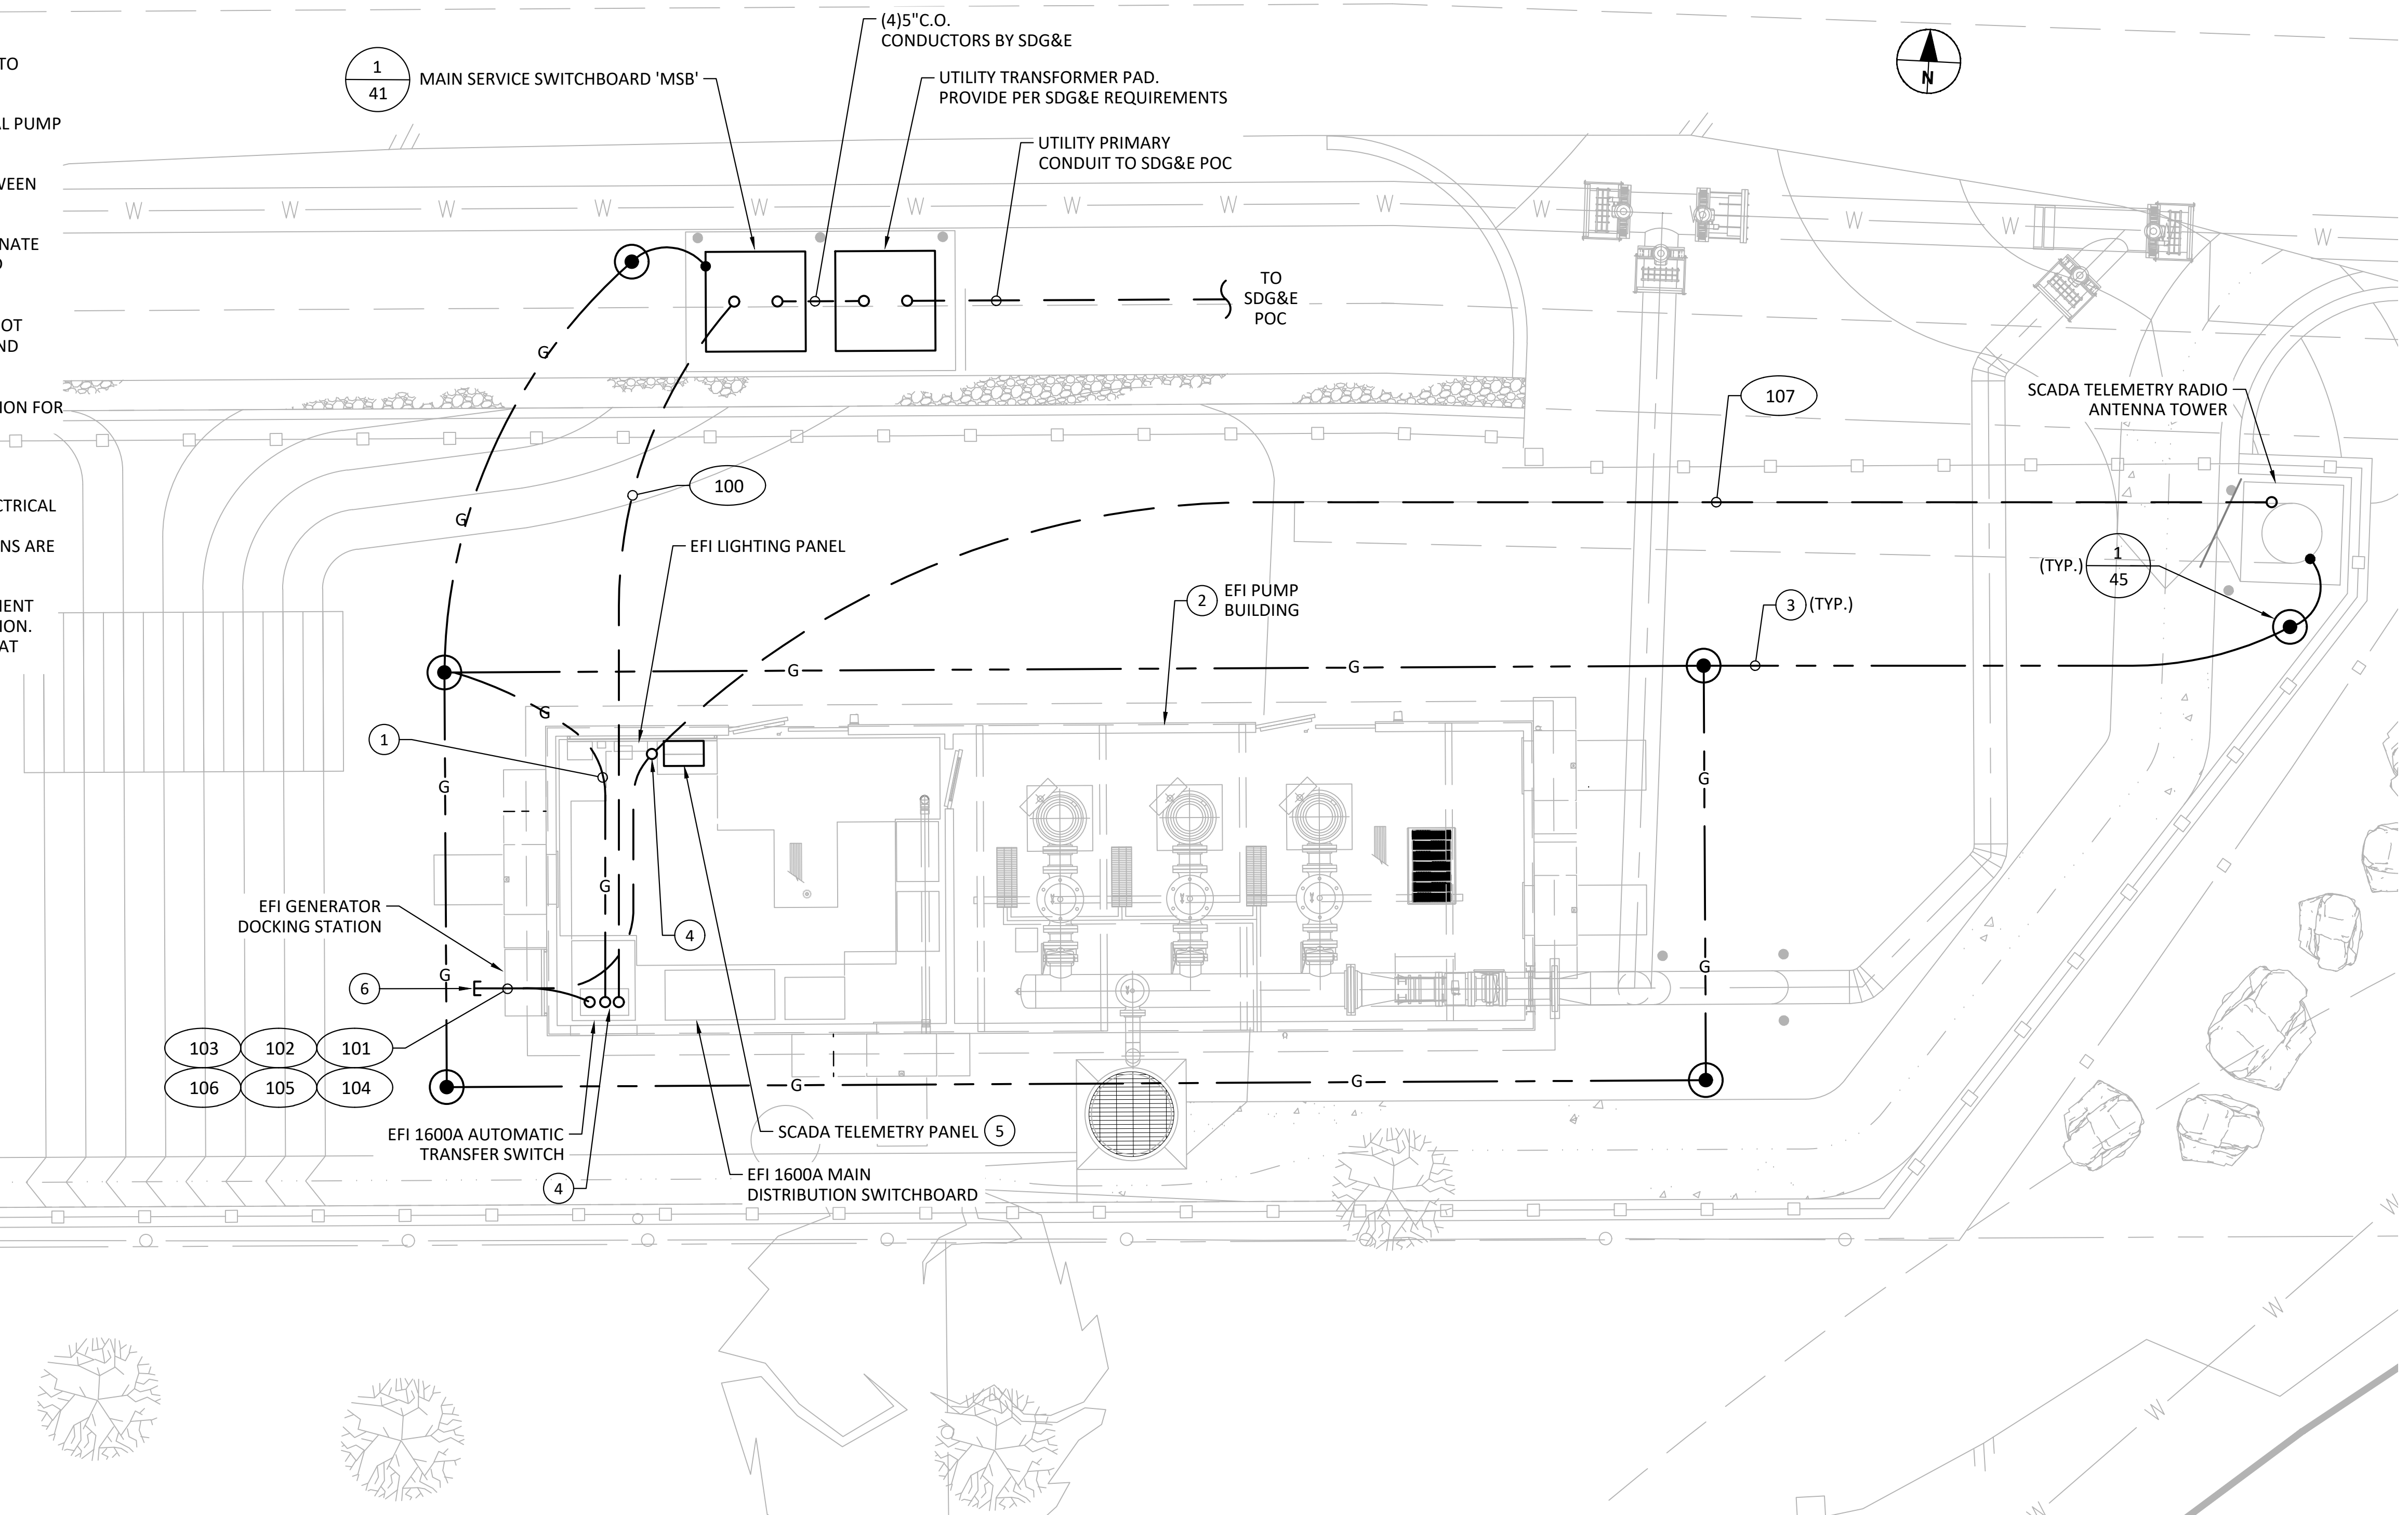 TO
L PUMP
VEEN
NATE
OT
ND
ION FOR
CTRICAL
NS ARE
MENT
ION.
AT
(4)5"C.O.
CONDUCTORS BY SDG&E
1
41
MAIN SERVICE SWITCHBOARD 'MSB'
UTILITY TRANSFORMER PAD.
PROVIDE PER SDG&E REQUIREMENTS
UTILITY PRIMARY
CONDUIT TO SDG&E POC
N
W W W W W W W W W W W W W W
TO
SDG&E
POC
G
107
SCADA TELEMETRY RADIO
ANTENNA TOWER
100
G
EFI LIGHTING PANEL
(TYP.)
1
45
2 EFI PUMP
BUILDING
3 (TYP.)
G G
G
1
G G
G
EFI GENERATOR
DOCKING STATION
4
G G
6
103 102 101
106 105 104
G G
EFI 1600A AUTOMATIC
TRANSFER SWITCH
SCADA TELEMETRY PANEL 5
EFI 1600A MAIN
DISTRIBUTION SWITCHBOARD
4
W
W
W
W